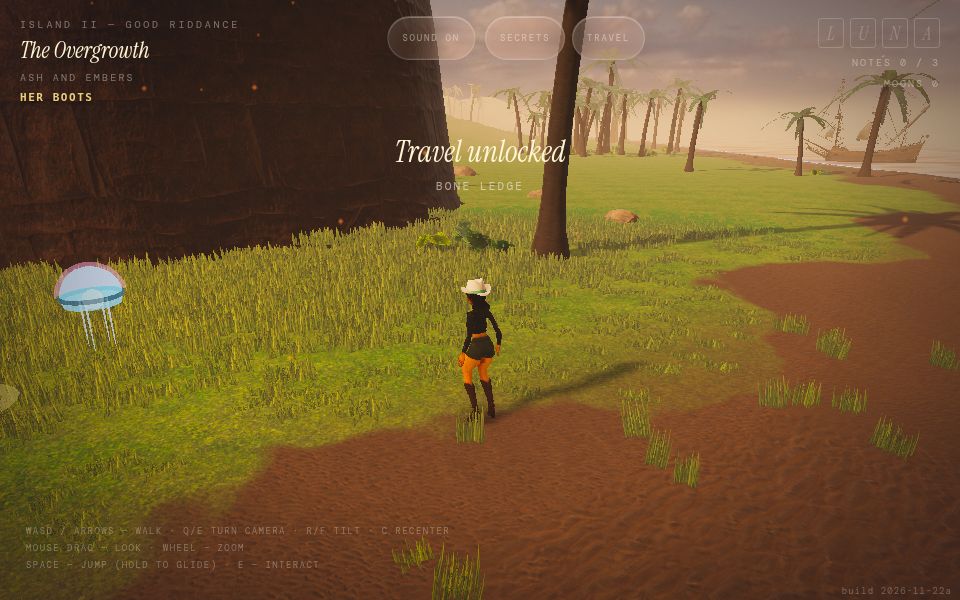 ISLAND II — GOOD RIDDANCE
The Overgrowth
ASH AND EMBERS
HER BOOTS
SOUND ON
SECRETS
TRAVEL
L U N A
NOTES 0 / 3
MOONS 0
Travel unlocked
BONE LEDGE
WASD / ARROWS — WALK · Q/E TURN CAMERA · R/F TILT · C RECENTER
MOUSE DRAG — LOOK · WHEEL — ZOOM
SPACE — JUMP (HOLD TO GLIDE) · E — INTERACT
build 2026-11-22a